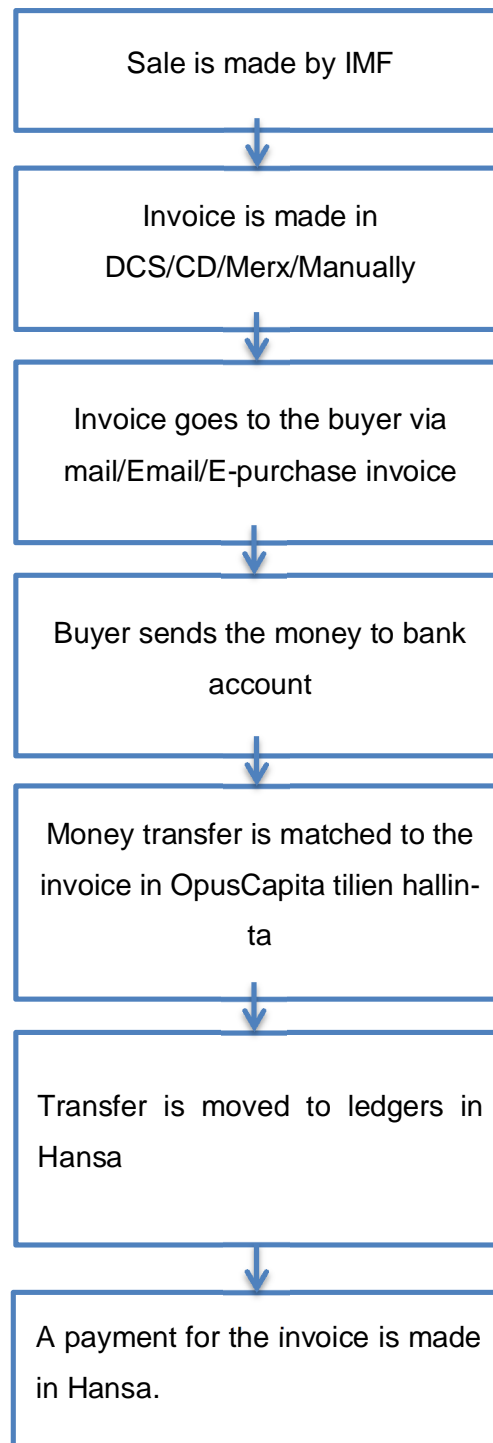 Sale is made by IMF
Invoice is made in
DCS/CD/Merx/Manually
Invoice goes to the buyer via
mail/Email/E-purchase invoice
Buyer sends the money to bank
account
Money transfer is matched to the
invoice in OpusCapita tilien hallin-
ta
Transfer is moved to ledgers in
Hansa
A payment for the invoice is made
in Hansa.